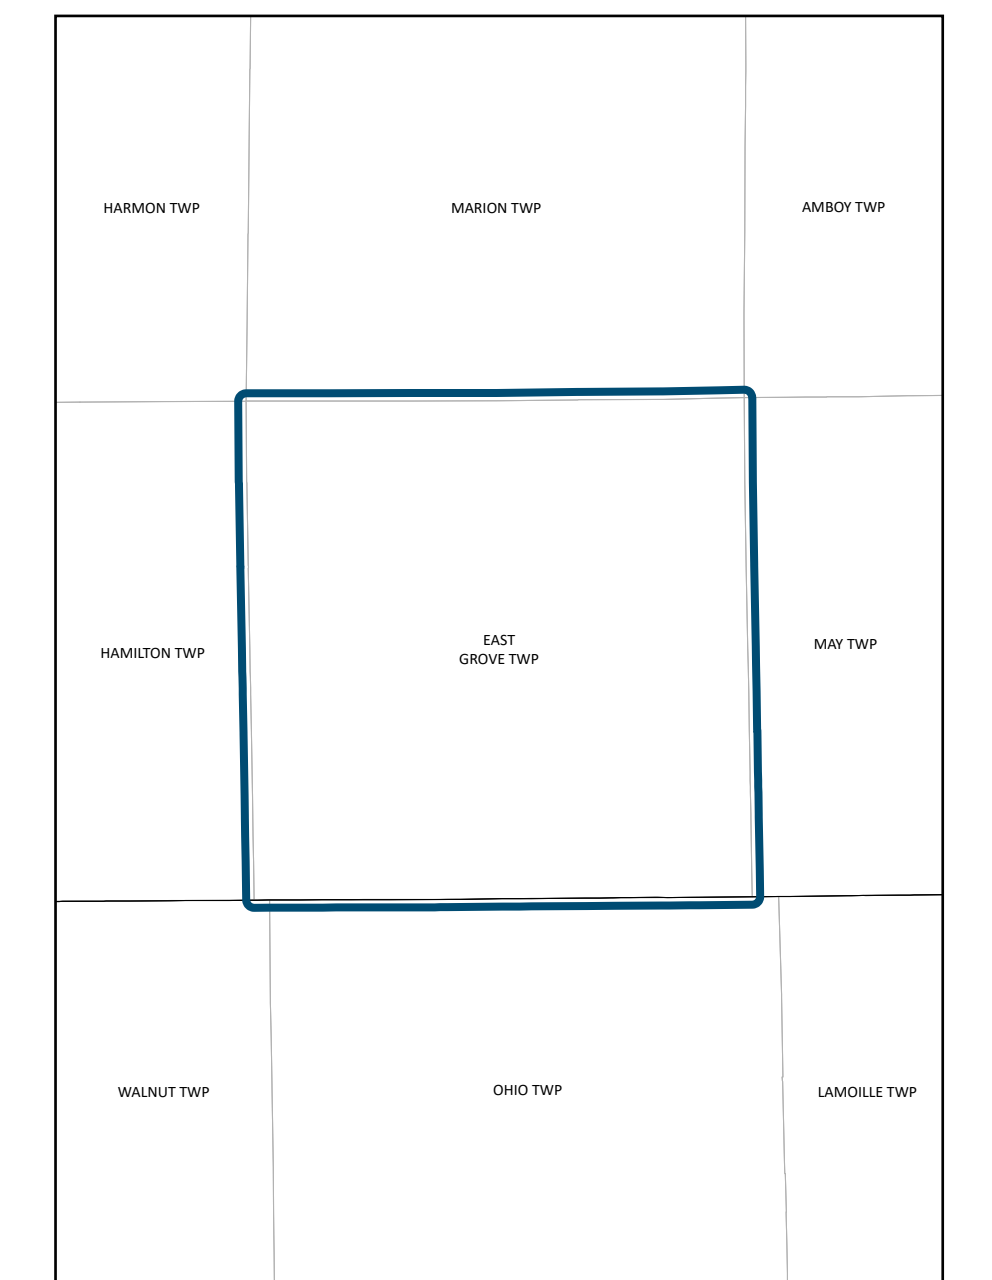 HARMON TWP
MARION TWP
AMBOY TWP
HAMILTON TWP
EAST
GROVE TWP
MAY TWP
WALNUT TWP
OHIO TWP
LAMOILLE TWP